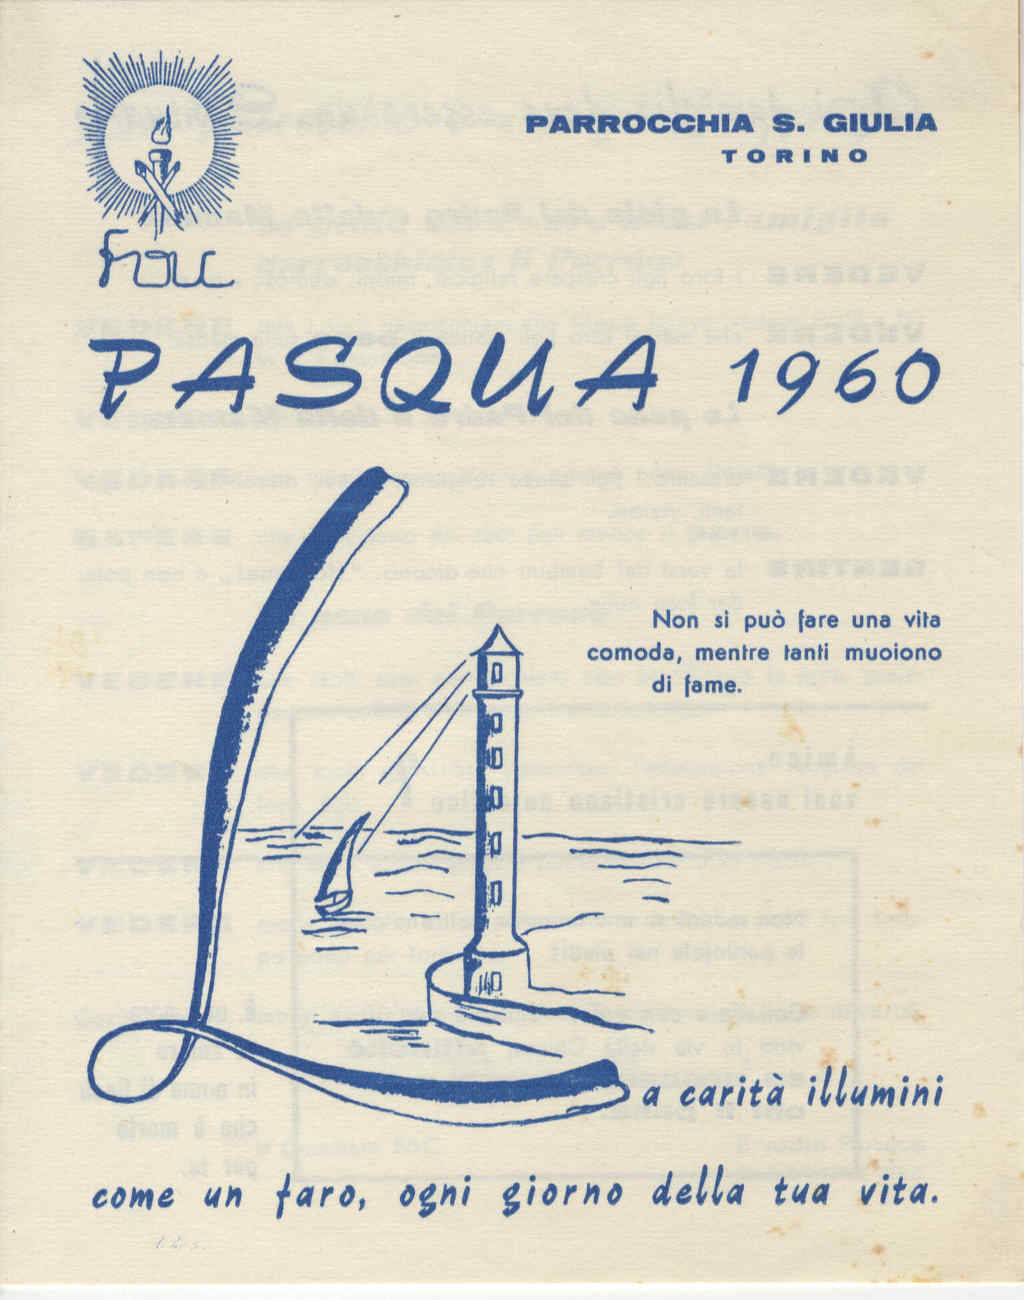 PARROCCHIA S. GIULIA
TORINO
PASQUA 1960
Non si può fare una vita
comoda, mentre tanti muoiono
di fame.
La carità illumini
come un faro, ogni giorno della tua vita.